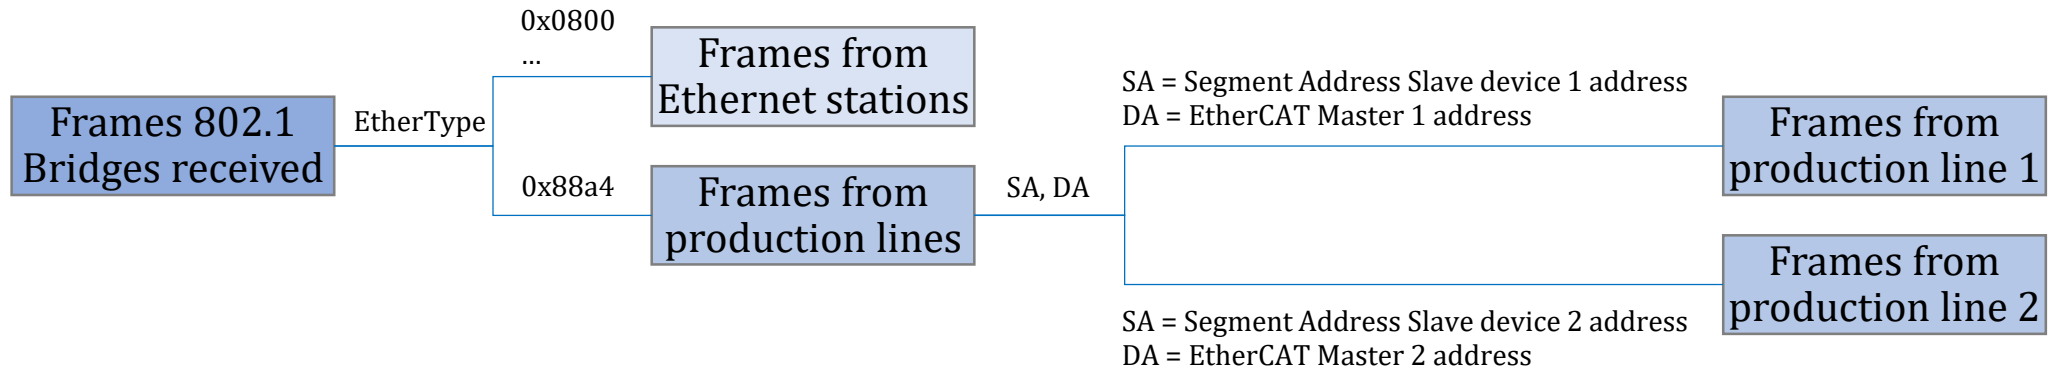 Frames 802.1
Bridges received
EtherType
0x0800
...
Frames from
Ethernet stations
0x88a4
Frames from
production lines
SA, DA
SA = Segment Address Slave device 1 address
DA = EtherCAT Master 1 address
Frames from
production line 1
SA = Segment Address Slave device 2 address
DA = EtherCAT Master 2 address
Frames from
production line 2